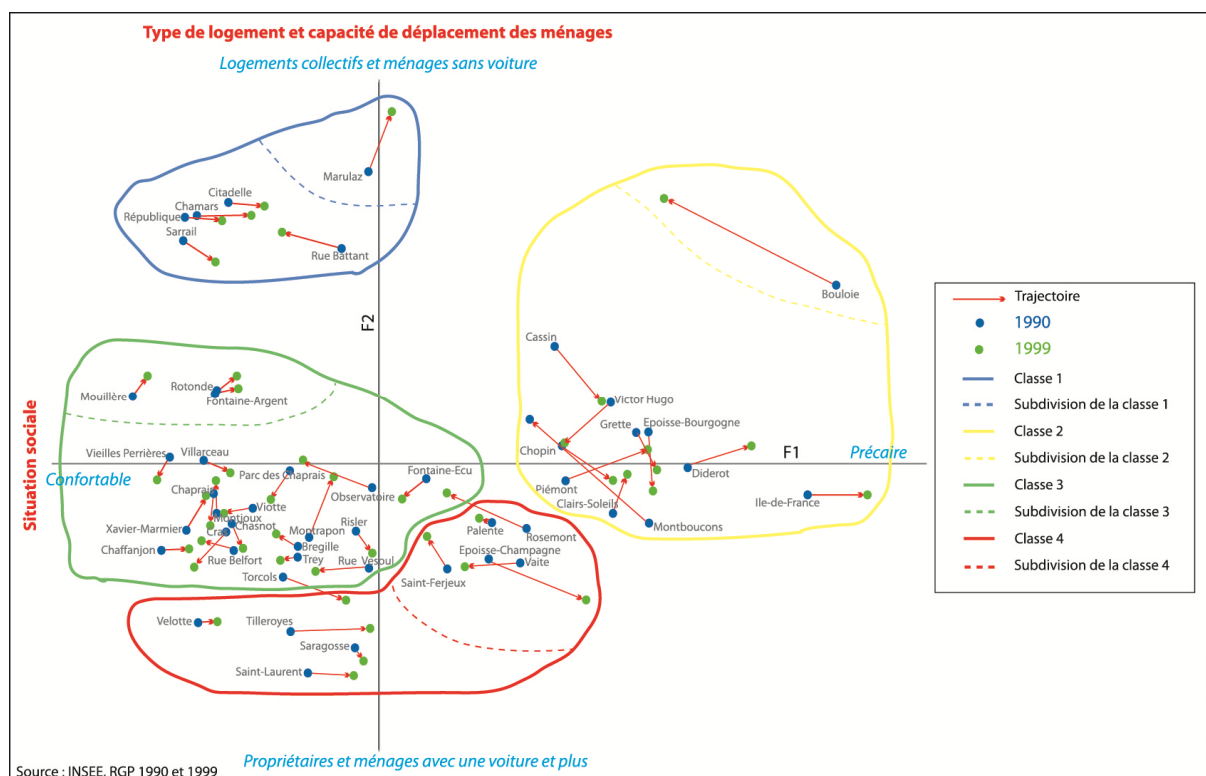 Type de logement et capacité de déplacement des ménages
Logements collectifs et ménages sans voiture
Marulaz
Citadelle
Chamars
République
Sarrail
Rue Battant
Bouloie
F2
Cassin
Mouillère
Rotonde
Fontaine-Argent
Victor Hugo
Grette
Epoisse-Bourgogne
Chopin
F1
Précaire
Situation sociale
Confortable
Vieilles Perrières
Villarceau
Parc des Chaprais
Fontaine-Ecu
Diderot
Piémont
Observatoire
Chaprais
Ile-de-France
Clairs-Soleils
Viotte
Montjoux
Xavier-Marmier
Cras
Chasnot
Montrapon
Risler
Palente
Rosemont
Montboucons
Chaffanjon
Rue Belfort
Bregille
Trey
Rue Vesoul
Epoisse-Champagne
Vaite
Torcols
Saint-Ferjeux
Velotte
Tilleroyes
Saragosse
Saint-Laurent
Propriétaires et ménages avec une voiture et plus
Source : INSEE, RGP 1990 et 1999
Trajectoire
1990
1999
Classe 1
Subdivision de la classe 1
Classe 2
Subdivision de la classe 2
Classe 3
Subdivision de la classe 3
Classe 4
Subdivision de la classe 4